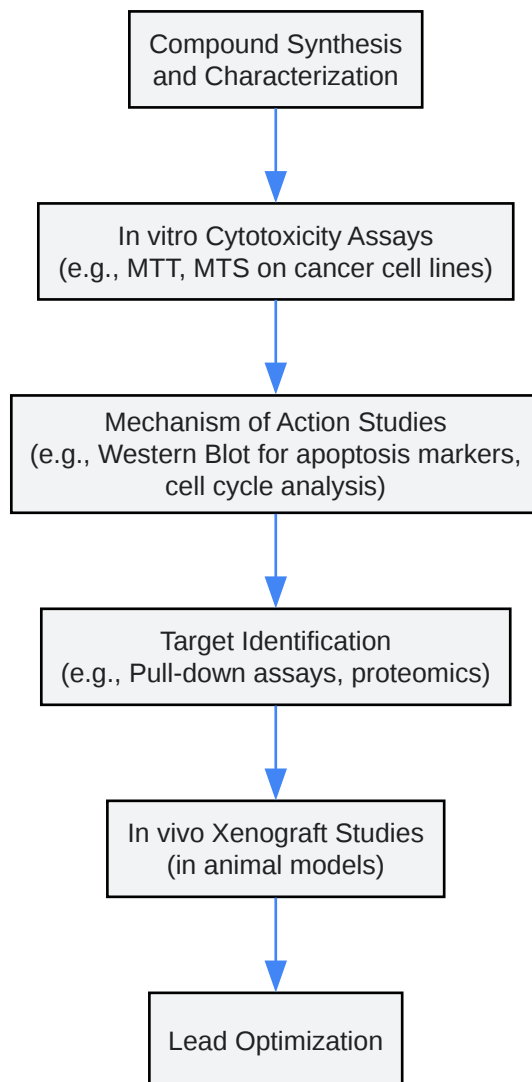 Compound Synthesis
and Characterization
In vitro Cytotoxicity Assays
(e.g., MTT, MTS on cancer cell lines)
Mechanism of Action Studies
(e.g., Western Blot for apoptosis markers,
cell cycle analysis)
Target Identification
(e.g., Pull-down assays, proteomics)
In vivo Xenograft Studies
(in animal models)
Lead Optimization